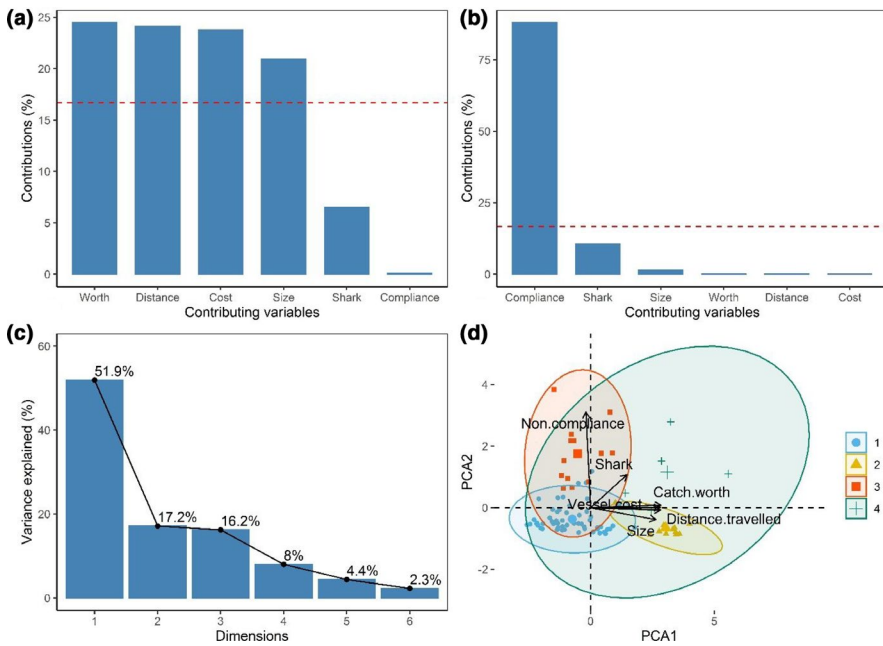 (a)
Contributions (%)
25
20
15
10
5
0
Worth Distance Cost Size Shark Compliance
Contributing variables
(b)
Contributions (%)
75
50
25
0
Compliance Shark Size Worth Distance Cost
Contributing variables
(c)
Variance explained (%)
60
40
20
0
51.9%
17.2%
16.2%
8%
4.4%
2.3%
1 2 3 4 5 6
Dimensions
(d)
PCA2
4
2
0
-2
Non.compliance
Shark
Catch.worth
Vessel.cost
Distance.travelled
Size
0 5
PCA1
1
2
3
4